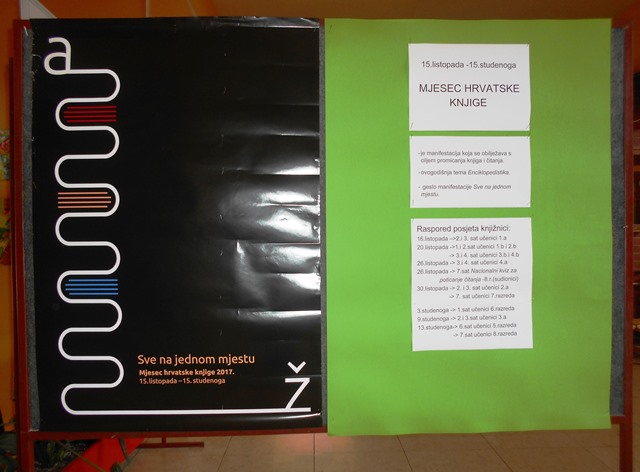 a
Sve na jednom mjestu
Mjesec hrvatske knjige 2017.
15.listopada – 15. studenoga
Ž
15.listopada -15.studenoga
MJESEC HRVATSKE
KNJIGE
- je manifestacija koja se obilježava s
ciljem promicanja knjiga i čitanja.
-ovogodišnja tema Enciklopedistika.
- geslo manifestacije Sve na jednom
mjestu.
Raspored posjeta knjižnici:
16.listopada ->2.i 3. sat učenici 1.a
20.listopada ->1.i 2.sat učenici 1.b i 2.b
-> 3.i 4. sat učenici 3.b i 4.b
26.listopada -> 3.i 4. sat učenici 4.a
26.listopada -> 7.sat Nacionalni kviz za
poticanje čitanja -8.r.(sudionici)
30.listopada -> 2. i 3. sat učenici 2.a
-> 7. sat učenici 7.razreda
3.studenoga -> 1.sat učenici 6.razreda
9.studenoga -> 2.i 3.sat učenici 3.a
13.studenoga-> 6.sat učenici 5.razreda
-> 7.sat učenici 8.razreda